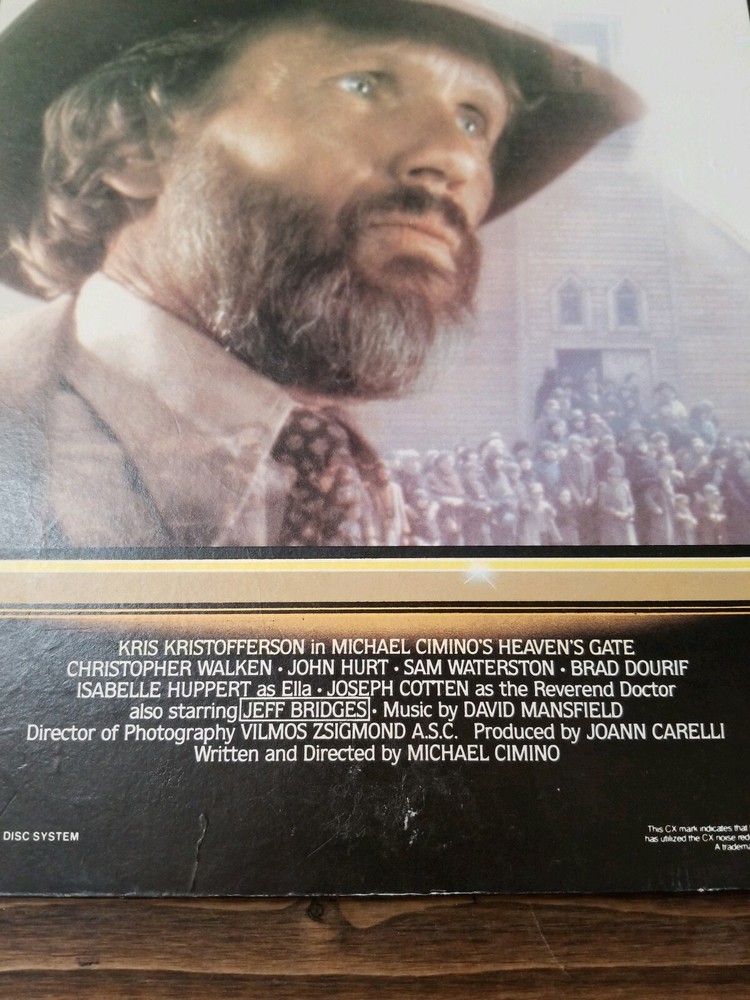 KRIS KRISTOFFERSON in MICHAEL CIMINO'S HEAVEN'S GATE
CHRISTOPHER WALKEN • JOHN HURT • SAM WATERSTON • BRAD DOURIF
ISABELLE HUPPERT as Ella • JOSEPH COTTEN as the Reverend Doctor
also starring JEFF BRIDGES • Music by DAVID MANSFIELD
Director of Photography VILMOS ZSIGMOND A.S.C. Produced by JOANN CARELLI
Written and Directed by MICHAEL CIMINO
DISC SYSTEM
This CX mark indicates that
has utilized the CX noise red
A tradema